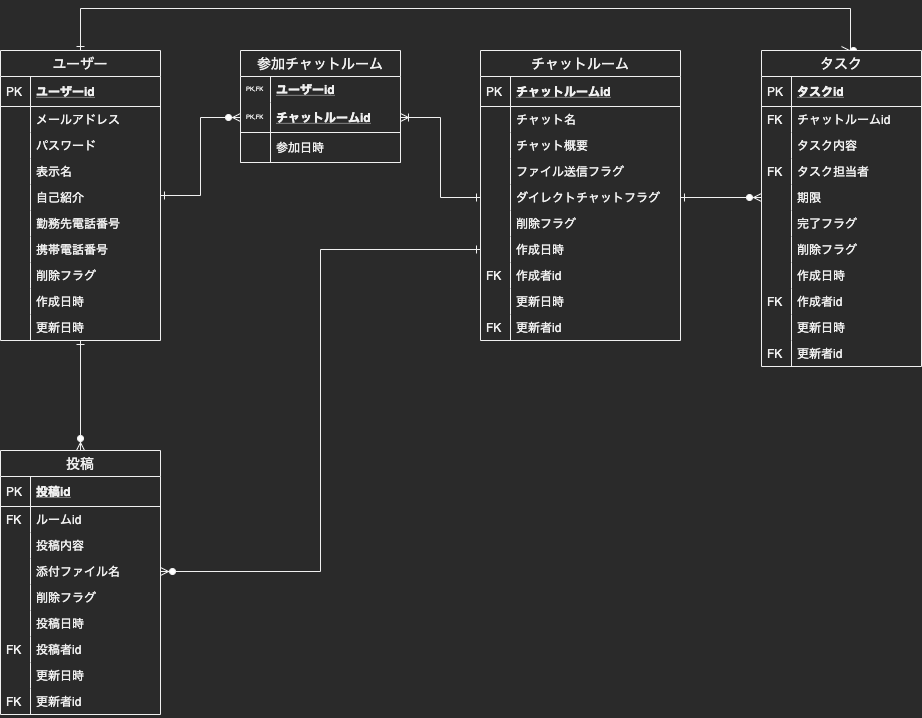 ユーザー
PK ユーザーid
メールアドレス
パスワード
表示名
自己紹介
勤務先電話番号
携帯電話番号
削除フラグ
作成日時
更新日時
参加チャットルーム
PK,FK ユーザーid
PK,FK チャットルームid
参加日時
チャットルーム
PK チャットルームid
チャット名
チャット概要
ファイル送信フラグ
ダイレクトチャットフラグ
削除フラグ
作成日時
FK 作成者id
更新日時
FK 更新者id
タスク
PK タスクid
FK チャットルームid
タスク内容
FK タスク担当者
期限
完了フラグ
削除フラグ
作成日時
FK 作成者id
更新日時
FK 更新者id
投稿
PK 投稿id
FK ルームid
投稿内容
添付ファイル名
削除フラグ
投稿日時
FK 投稿者id
更新日時
FK 更新者id